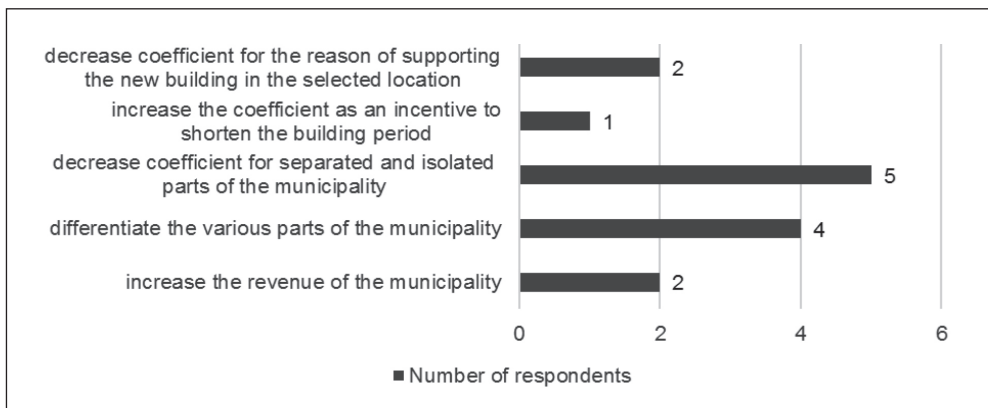 decrease coefficient for the reason of supporting
the new building in the selected location
2
increase the coefficient as an incentive to
shorten the building period
1
decrease coefficient for separated and isolated
parts of the municipality
5
differentiate the various parts of the municipality
4
increase the revenue of the municipality
2
0 2 4 6
Number of respondents